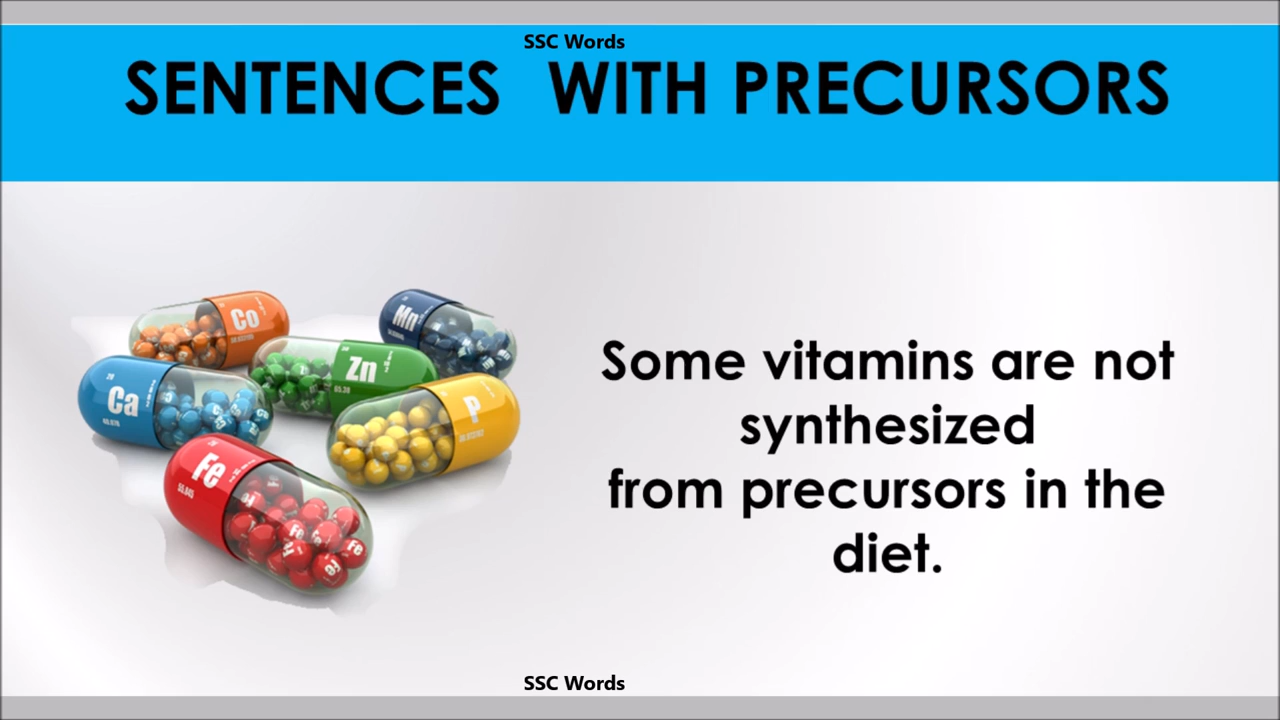 SSC Words
SENTENCES WITH PRECURSORS
Co
Mn
Zn
Ca
P
Fe
Some vitamins are not
synthesized
from precursors in the
diet.
SSC Words